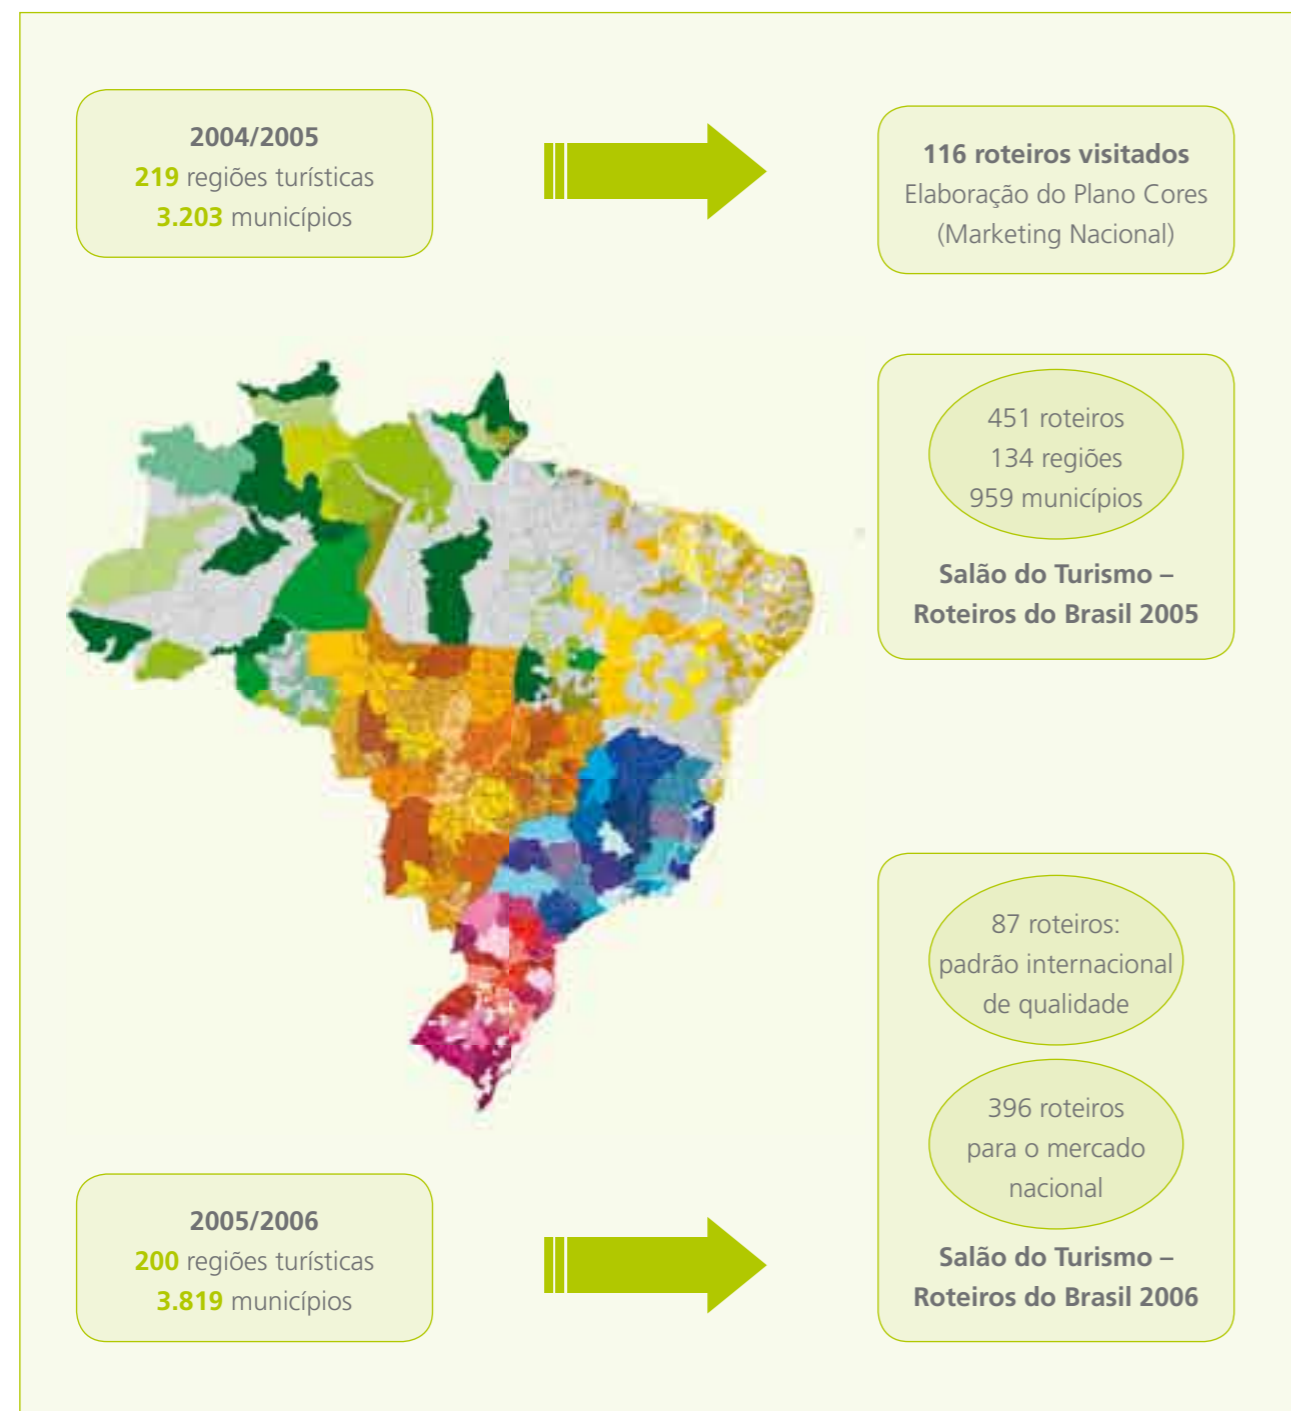 2004/2005
219 regiões turísticas
3.203 municípios
116 roteiros visitados
Elaboração do Plano Cores
(Marketing Nacional)
451 roteiros
134 regiões
959 municípios
Salão do Turismo –
Roteiros do Brasil 2005
87 roteiros:
padrão internacional
de qualidade
396 roteiros
para o mercado
nacional
Salão do Turismo –
Roteiros do Brasil 2006
2005/2006
200 regiões turísticas
3.819 municípios